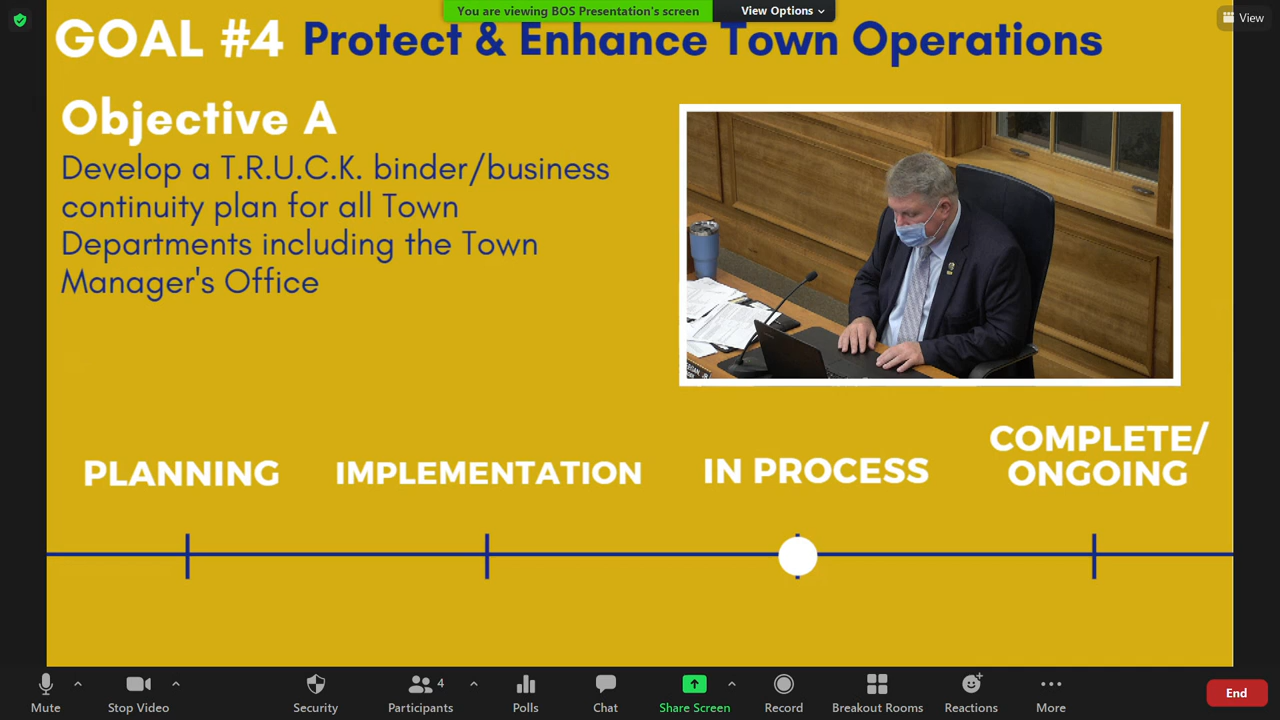 You are viewing BOS Presentation's screen
View Options
View
GOAL #4 Protect & Enhance Town Operations
Objective A
Develop a T.R.U.C.K. binder/business
continuity plan for all Town
Departments including the Town
Manager's Office
PLANNING
IMPLEMENTATION
IN PROCESS
COMPLETE/
ONGOING
Mute
Stop Video
Security
Participants
4
Polls
Chat
Share Screen
Record
Breakout Rooms
Reactions
More
End